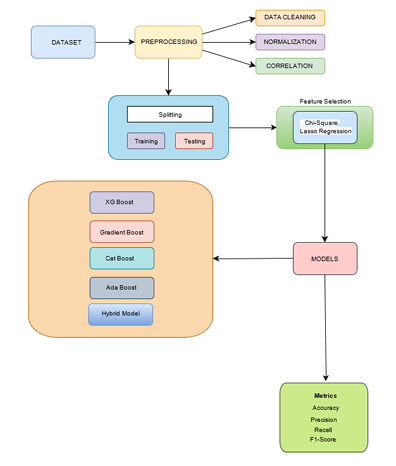 DATASET
PREPROCESSING
DATA CLEANING
NORMALIZATION
CORRELATION
Splitting
Training
Testing
Feature Selection
Chi-Square,
Lasso Regression
XG Boost
Gradient Boost
Cat Boost
Ada Boost
Hybrid Model
MODELS
Metrics
Accuracy
Precision
Recall
F1-Score